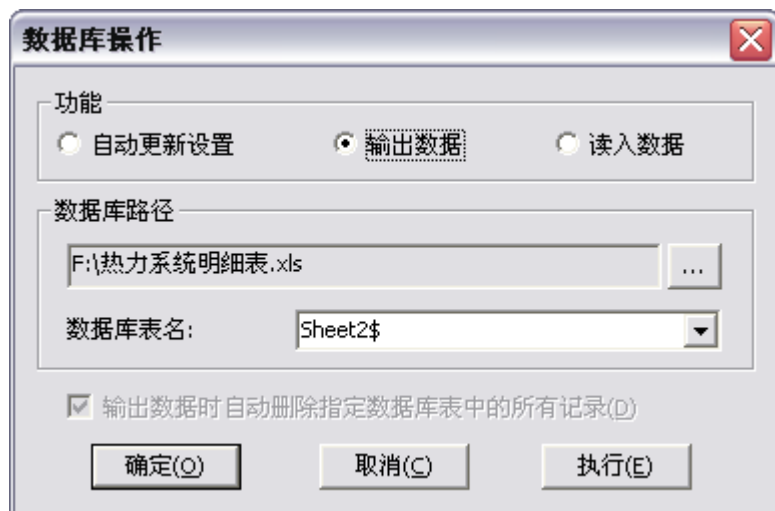 数据库操作
功能
自动更新设置 输出数据 读入数据
数据库路径
F:\热力系统明细表.xls ...
数据库表名: Sheet2$
输出数据时自动删除指定数据库表中的所有记录(D)
确定(O) 取消(C) 执行(E)